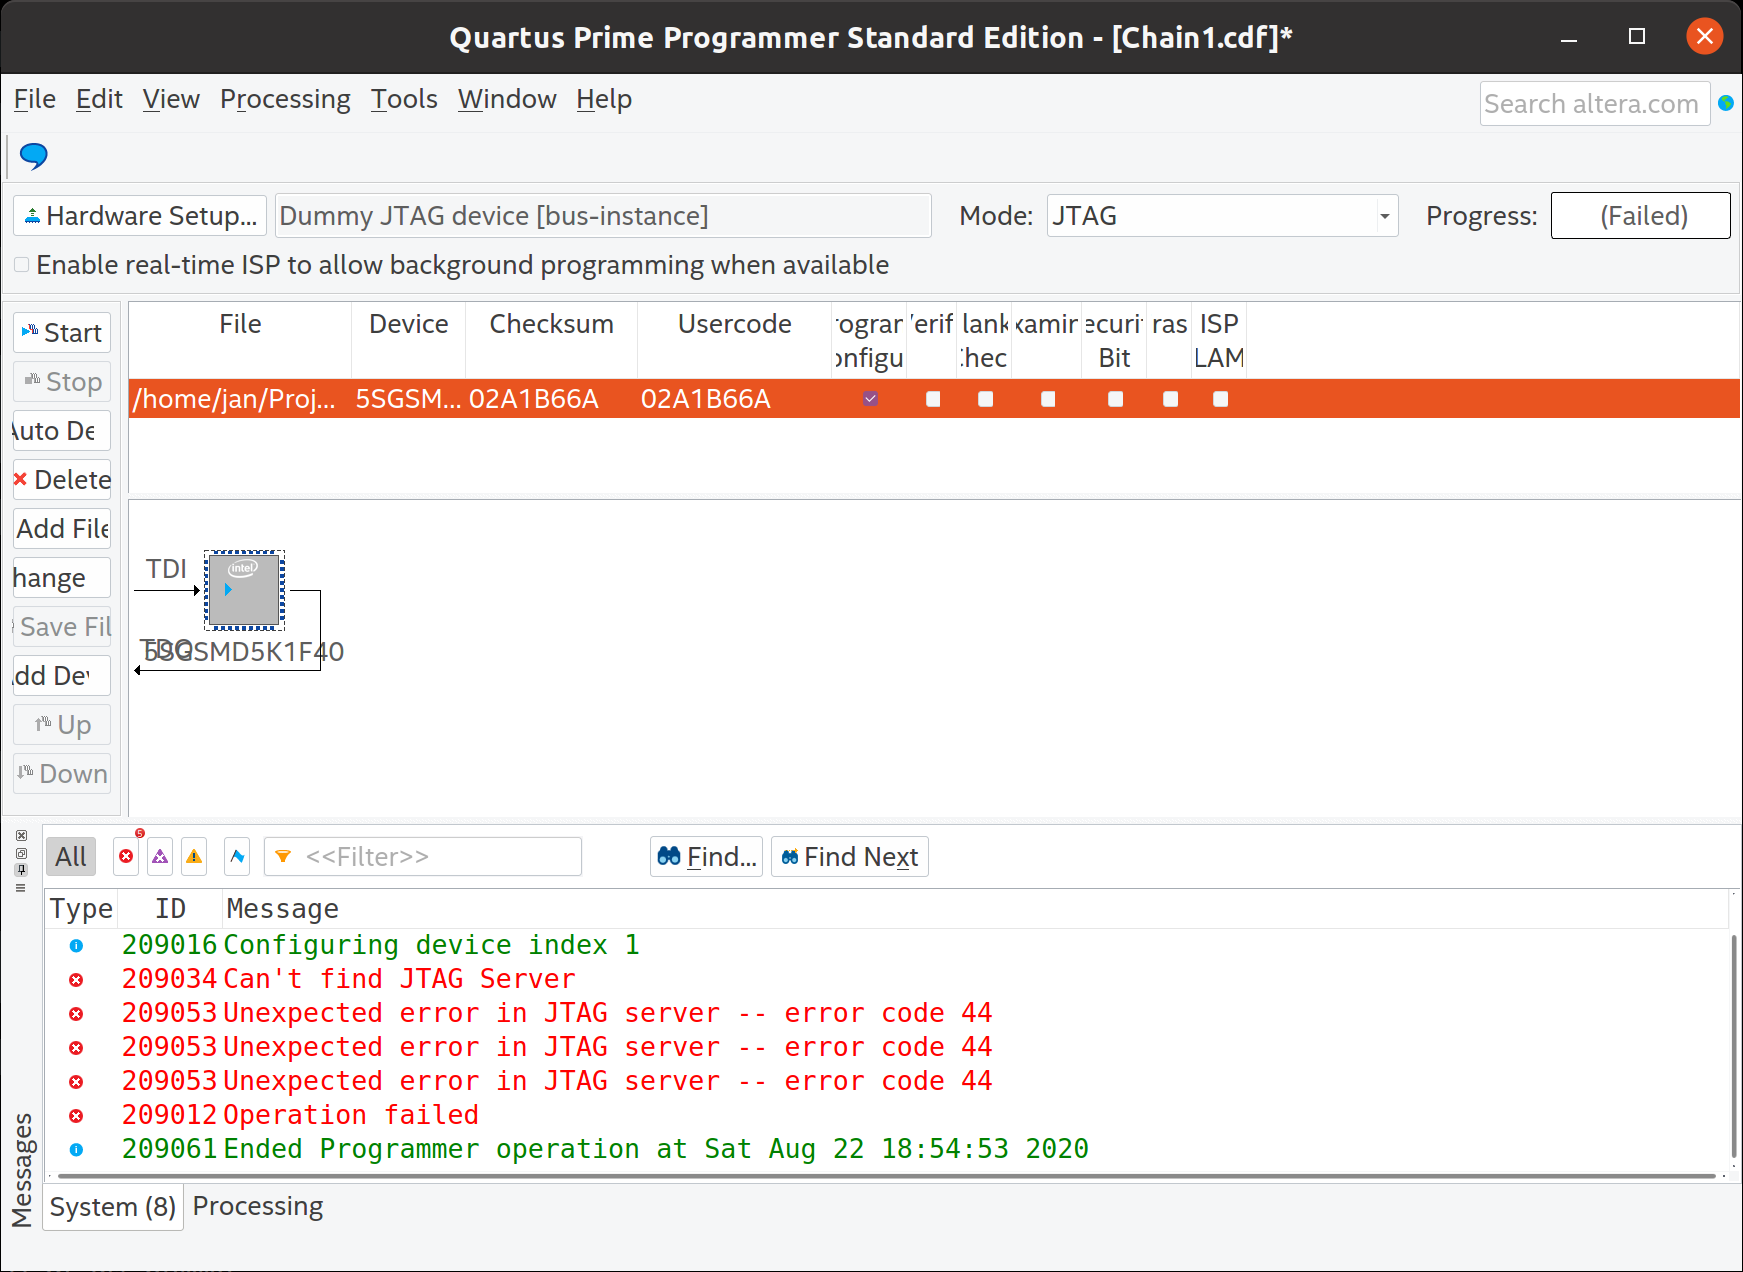 Quartus Prime Programmer Standard Edition - [Chain1.cdf]*
File Edit View Processing Tools Window Help
Search altera.com
Hardware Setup... Dummy JTAG device [bus-instance] Mode: JTAG Progress: (Failed)
Enable real-time ISP to allow background programming when available
File Device Checksum Usercode rogram erif lank xamin ecurit ras ISP
onfigu hec Bit LAM
/home/jan/Proj... 5SGSM... 02A1B66A 02A1B66A
Start
Stop
Auto De
Delete
Add File
hange
Save Fil
dd Dev
Up
Down
TDI
intel
TDO
5SGSMD5K1F40
5
All <<Filter>> Find... Find Next
Type ID Message
209016 Configuring device index 1
209034 Can't find JTAG Server
209053 Unexpected error in JTAG server -- error code 44
209053 Unexpected error in JTAG server -- error code 44
209053 Unexpected error in JTAG server -- error code 44
209012 Operation failed
209061 Ended Programmer operation at Sat Aug 22 18:54:53 2020
Messages
System (8) Processing